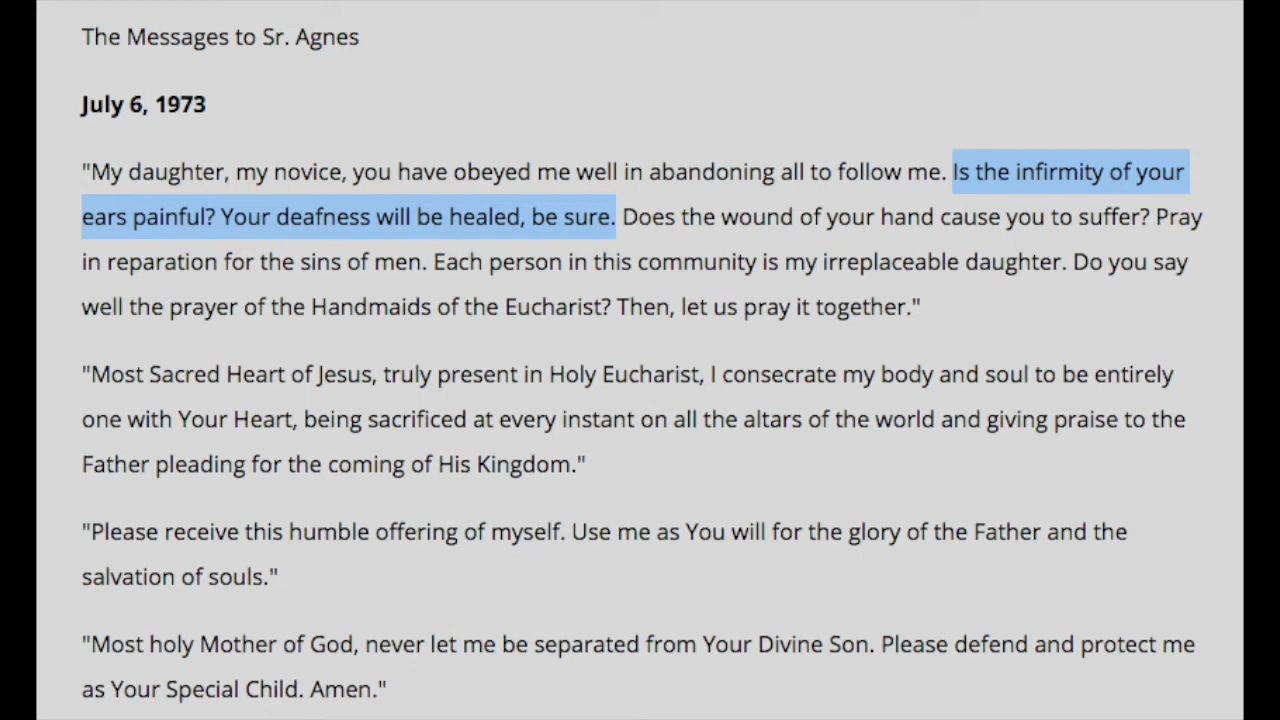 The Messages to Sr. Agnes
July 6, 1973
"My daughter, my novice, you have obeyed me well in abandoning all to follow me. Is the infirmity of your
ears painful? Your deafness will be healed, be sure. Does the wound of your hand cause you to suffer? Pray
in reparation for the sins of men. Each person in this community is my irreplaceable daughter. Do you say
well the prayer of the Handmaids of the Eucharist? Then, let us pray it together."
"Most Sacred Heart of Jesus, truly present in Holy Eucharist, I consecrate my body and soul to be entirely
one with Your Heart, being sacrificed at every instant on all the altars of the world and giving praise to the
Father pleading for the coming of His Kingdom."
"Please receive this humble offering of myself. Use me as You will for the glory of the Father and the
salvation of souls."
"Most holy Mother of God, never let me be separated from Your Divine Son. Please defend and protect me
as Your Special Child. Amen."